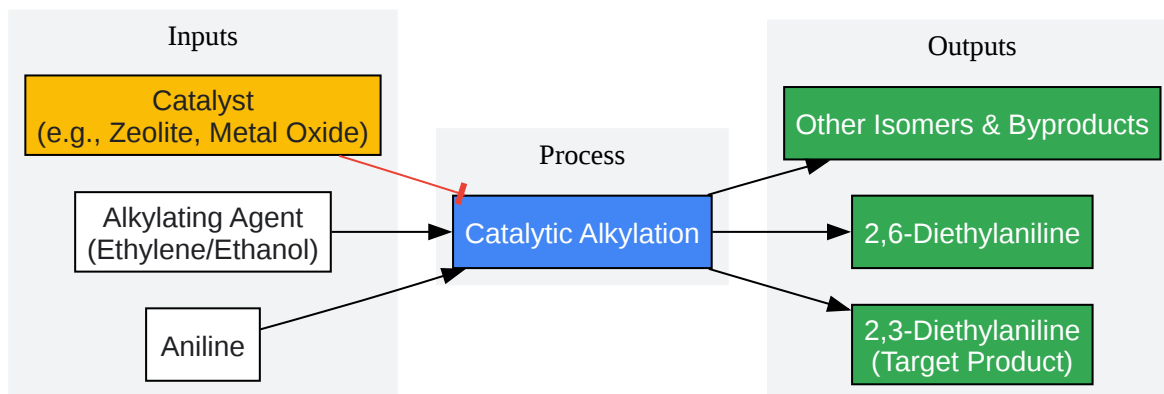 Inputs
Catalyst
(e.g., Zeolite, Metal Oxide)
Alkylating Agent
(Ethylene/Ethanol)
Aniline
Process
Catalytic Alkylation
Outputs
Other Isomers & Byproducts
2,6-Diethylaniline
2,3-Diethylaniline
(Target Product)